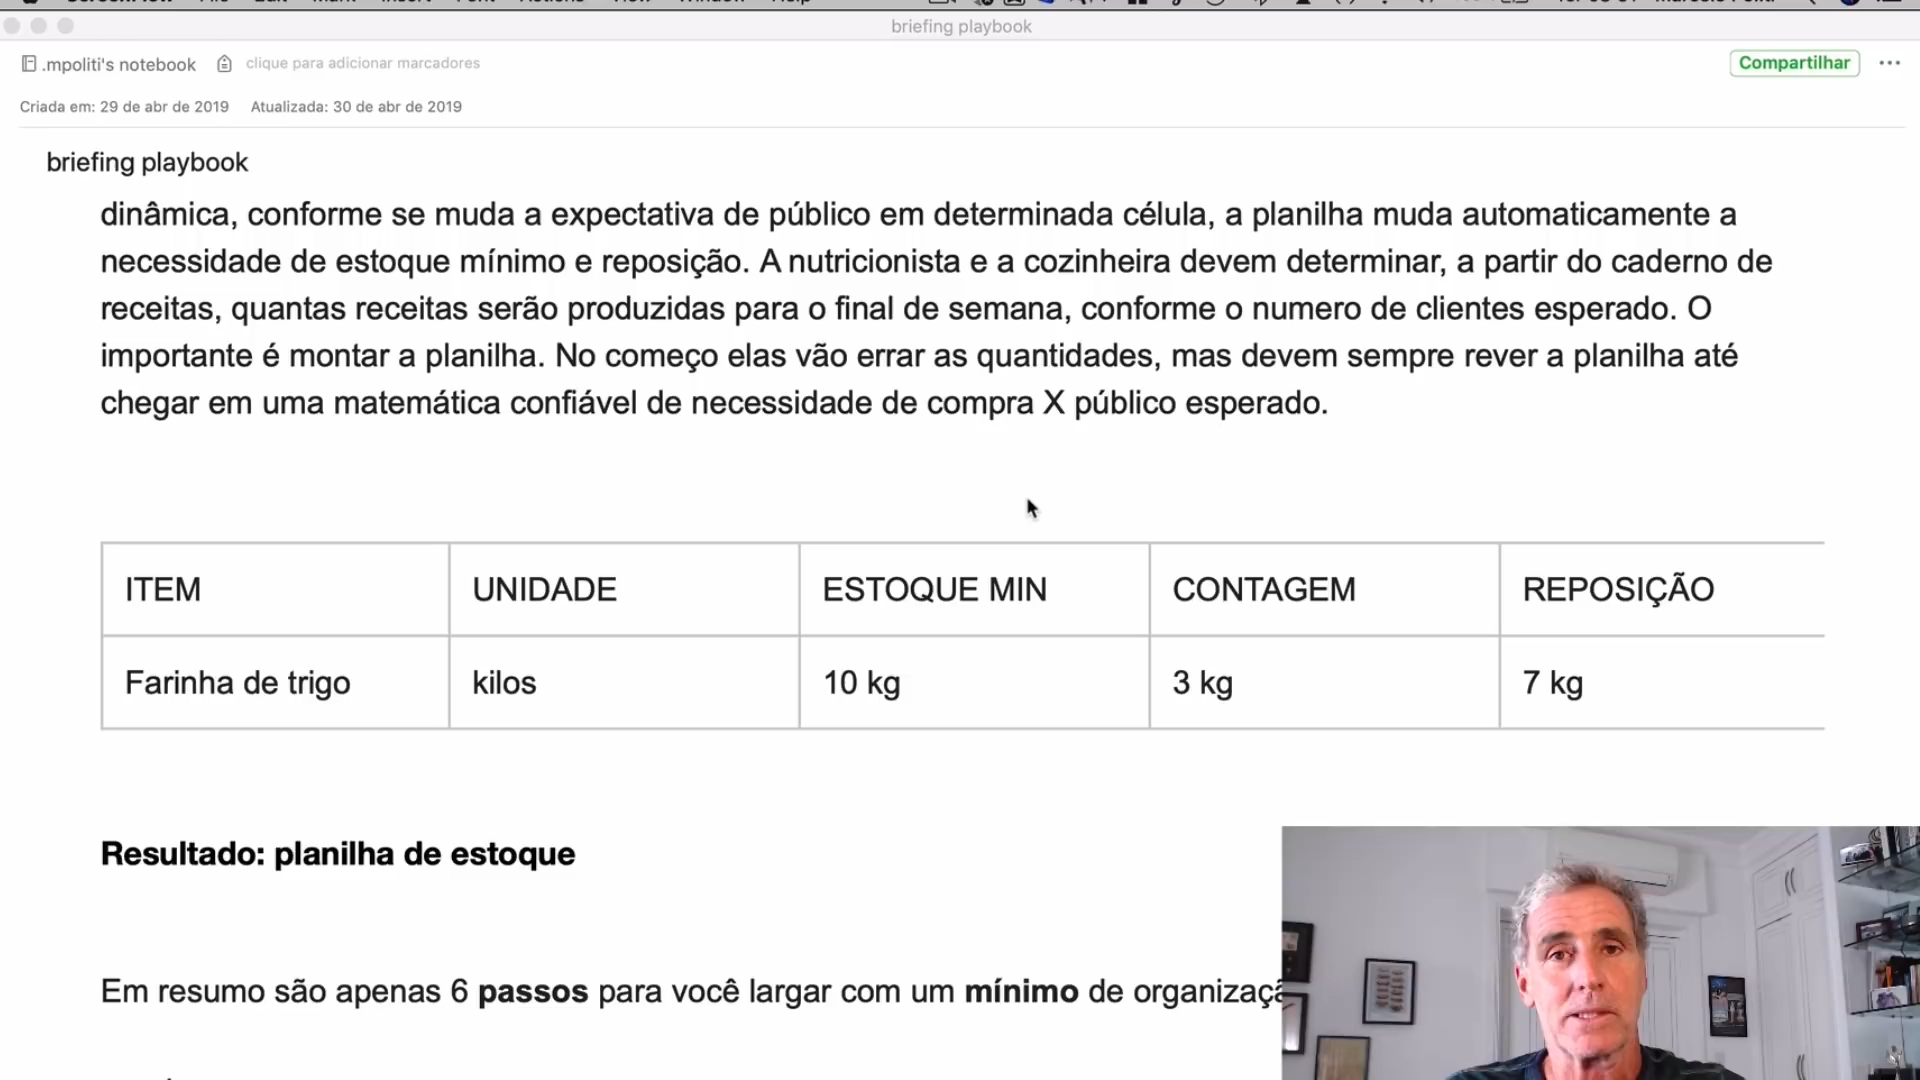 briefing playbook
.mpoliti's notebook clique para adicionar marcadores Compartilhar
Criada em: 29 de abr de 2019 Atualizada: 30 de abr de 2019
briefing playbook
dinâmica, conforme se muda a expectativa de público em determinada célula, a planilha muda automaticamente a
necessidade de estoque mínimo e reposição. A nutricionista e a cozinheira devem determinar, a partir do caderno de
receitas, quantas receitas serão produzidas para o final de semana, conforme o numero de clientes esperado. O
importante é montar a planilha. No começo elas vão errar as quantidades, mas devem sempre rever a planilha até
chegar em uma matemática confiável de necessidade de compra X público esperado.
ITEM UNIDADE ESTOQUE MIN CONTAGEM REPOSIÇÃO
Farinha de trigo kilos 10 kg 3 kg 7 kg
Resultado: planilha de estoque
Em resumo são apenas 6 passos para você largar com um mínimo de